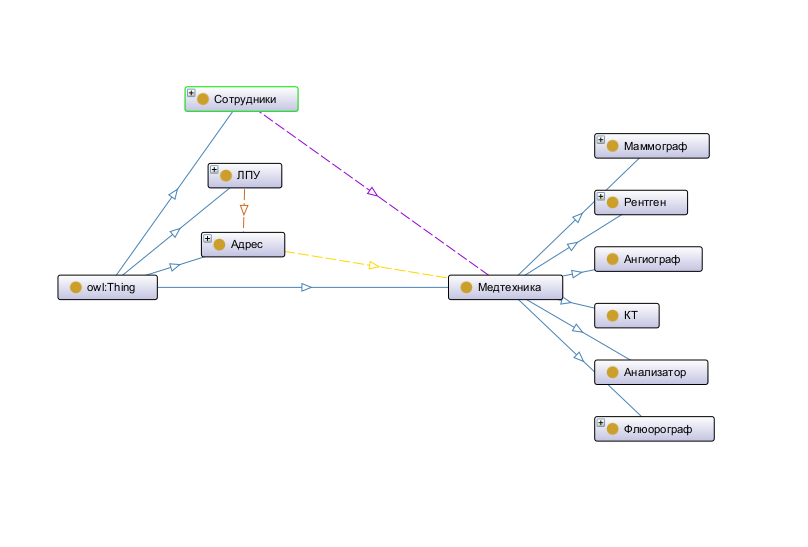 Сотрудники
Маммограф
ЛПУ
Рентген
Адрес
Ангиограф
owl:Thing
Медтехника
КТ
Анализатор
Флюорограф